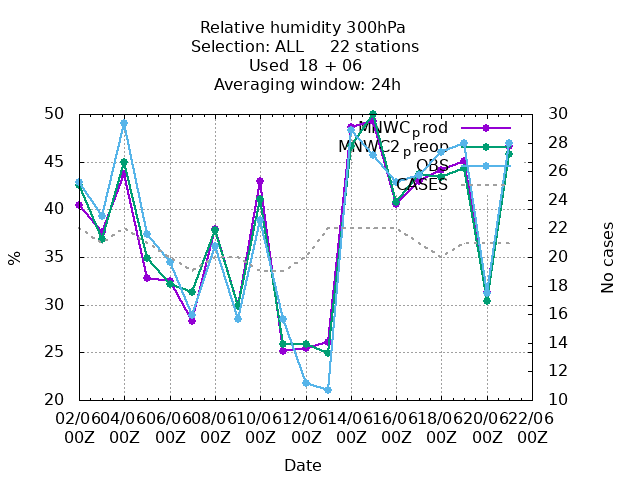 Relative humidity 300hPa
Selection: ALL 22 stations
Used 18 + 06
Averaging window: 24h
50
45
40
35
30
25
20
%
30
28
26
24
22
20
18
16
14
12
10
No cases
MNWC_prod
MNWC2_preop
OBS
CASES
02/06 04/06 06/06 08/06 10/06 12/06 14/06 16/06 18/06 20/06 22/06
00Z 00Z 00Z 00Z 00Z 00Z 00Z 00Z 00Z 00Z 00Z
Date